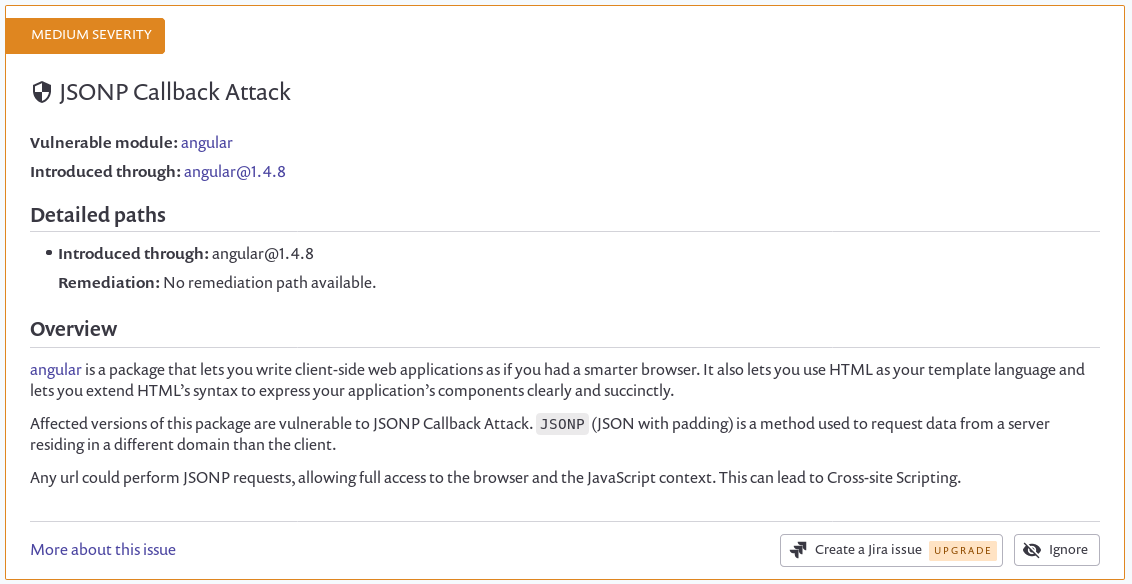 MEDIUM SEVERITY
JSONP Callback Attack
Vulnerable module: angular
Introduced through: angular@1.4.8
Detailed paths
• Introduced through: angular@1.4.8
Remediation: No remediation path available.
Overview
angular is a package that lets you write client-side web applications as if you had a smarter browser. It also lets you use HTML as your template language and
lets you extend HTML’s syntax to express your application’s components clearly and succinctly.
Affected versions of this package are vulnerable to JSONP Callback Attack. JSONP (JSON with padding) is a method used to request data from a server
residing in a different domain than the client.
Any url could perform JSONP requests, allowing full access to the browser and the JavaScript context. This can lead to Cross-site Scripting.
More about this issue
Create a Jira issue UPGRADE
Ignore